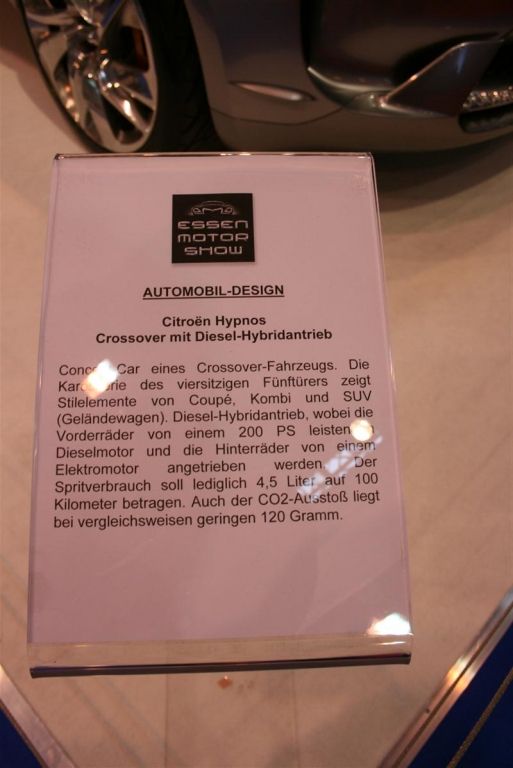 ESSEN
MOTOR
SHOW
AUTOMOBIL-DESIGN
Citroën Hypnos
Crossover mit Diesel-Hybridantrieb
Car eines Crossover-Fahrzeugs. Die
des viersitzigen Fünftürers zeigt
Stilelemente von Coupé, Kombi und SUV
(Geländewagen). Diesel-Hybridantrieb, wobei die
Vorderräder von einem 200 PS
Dieselmotor und die Hinterräder von einem
Elektromotor angetrieben werden. Der
Spritverbrauch soll lediglich 4,5 Liter auf 100
Kilometer betragen. Auch der CO2-Ausstoß liegt
bei vergleichsweisen geringen 120 Gramm.